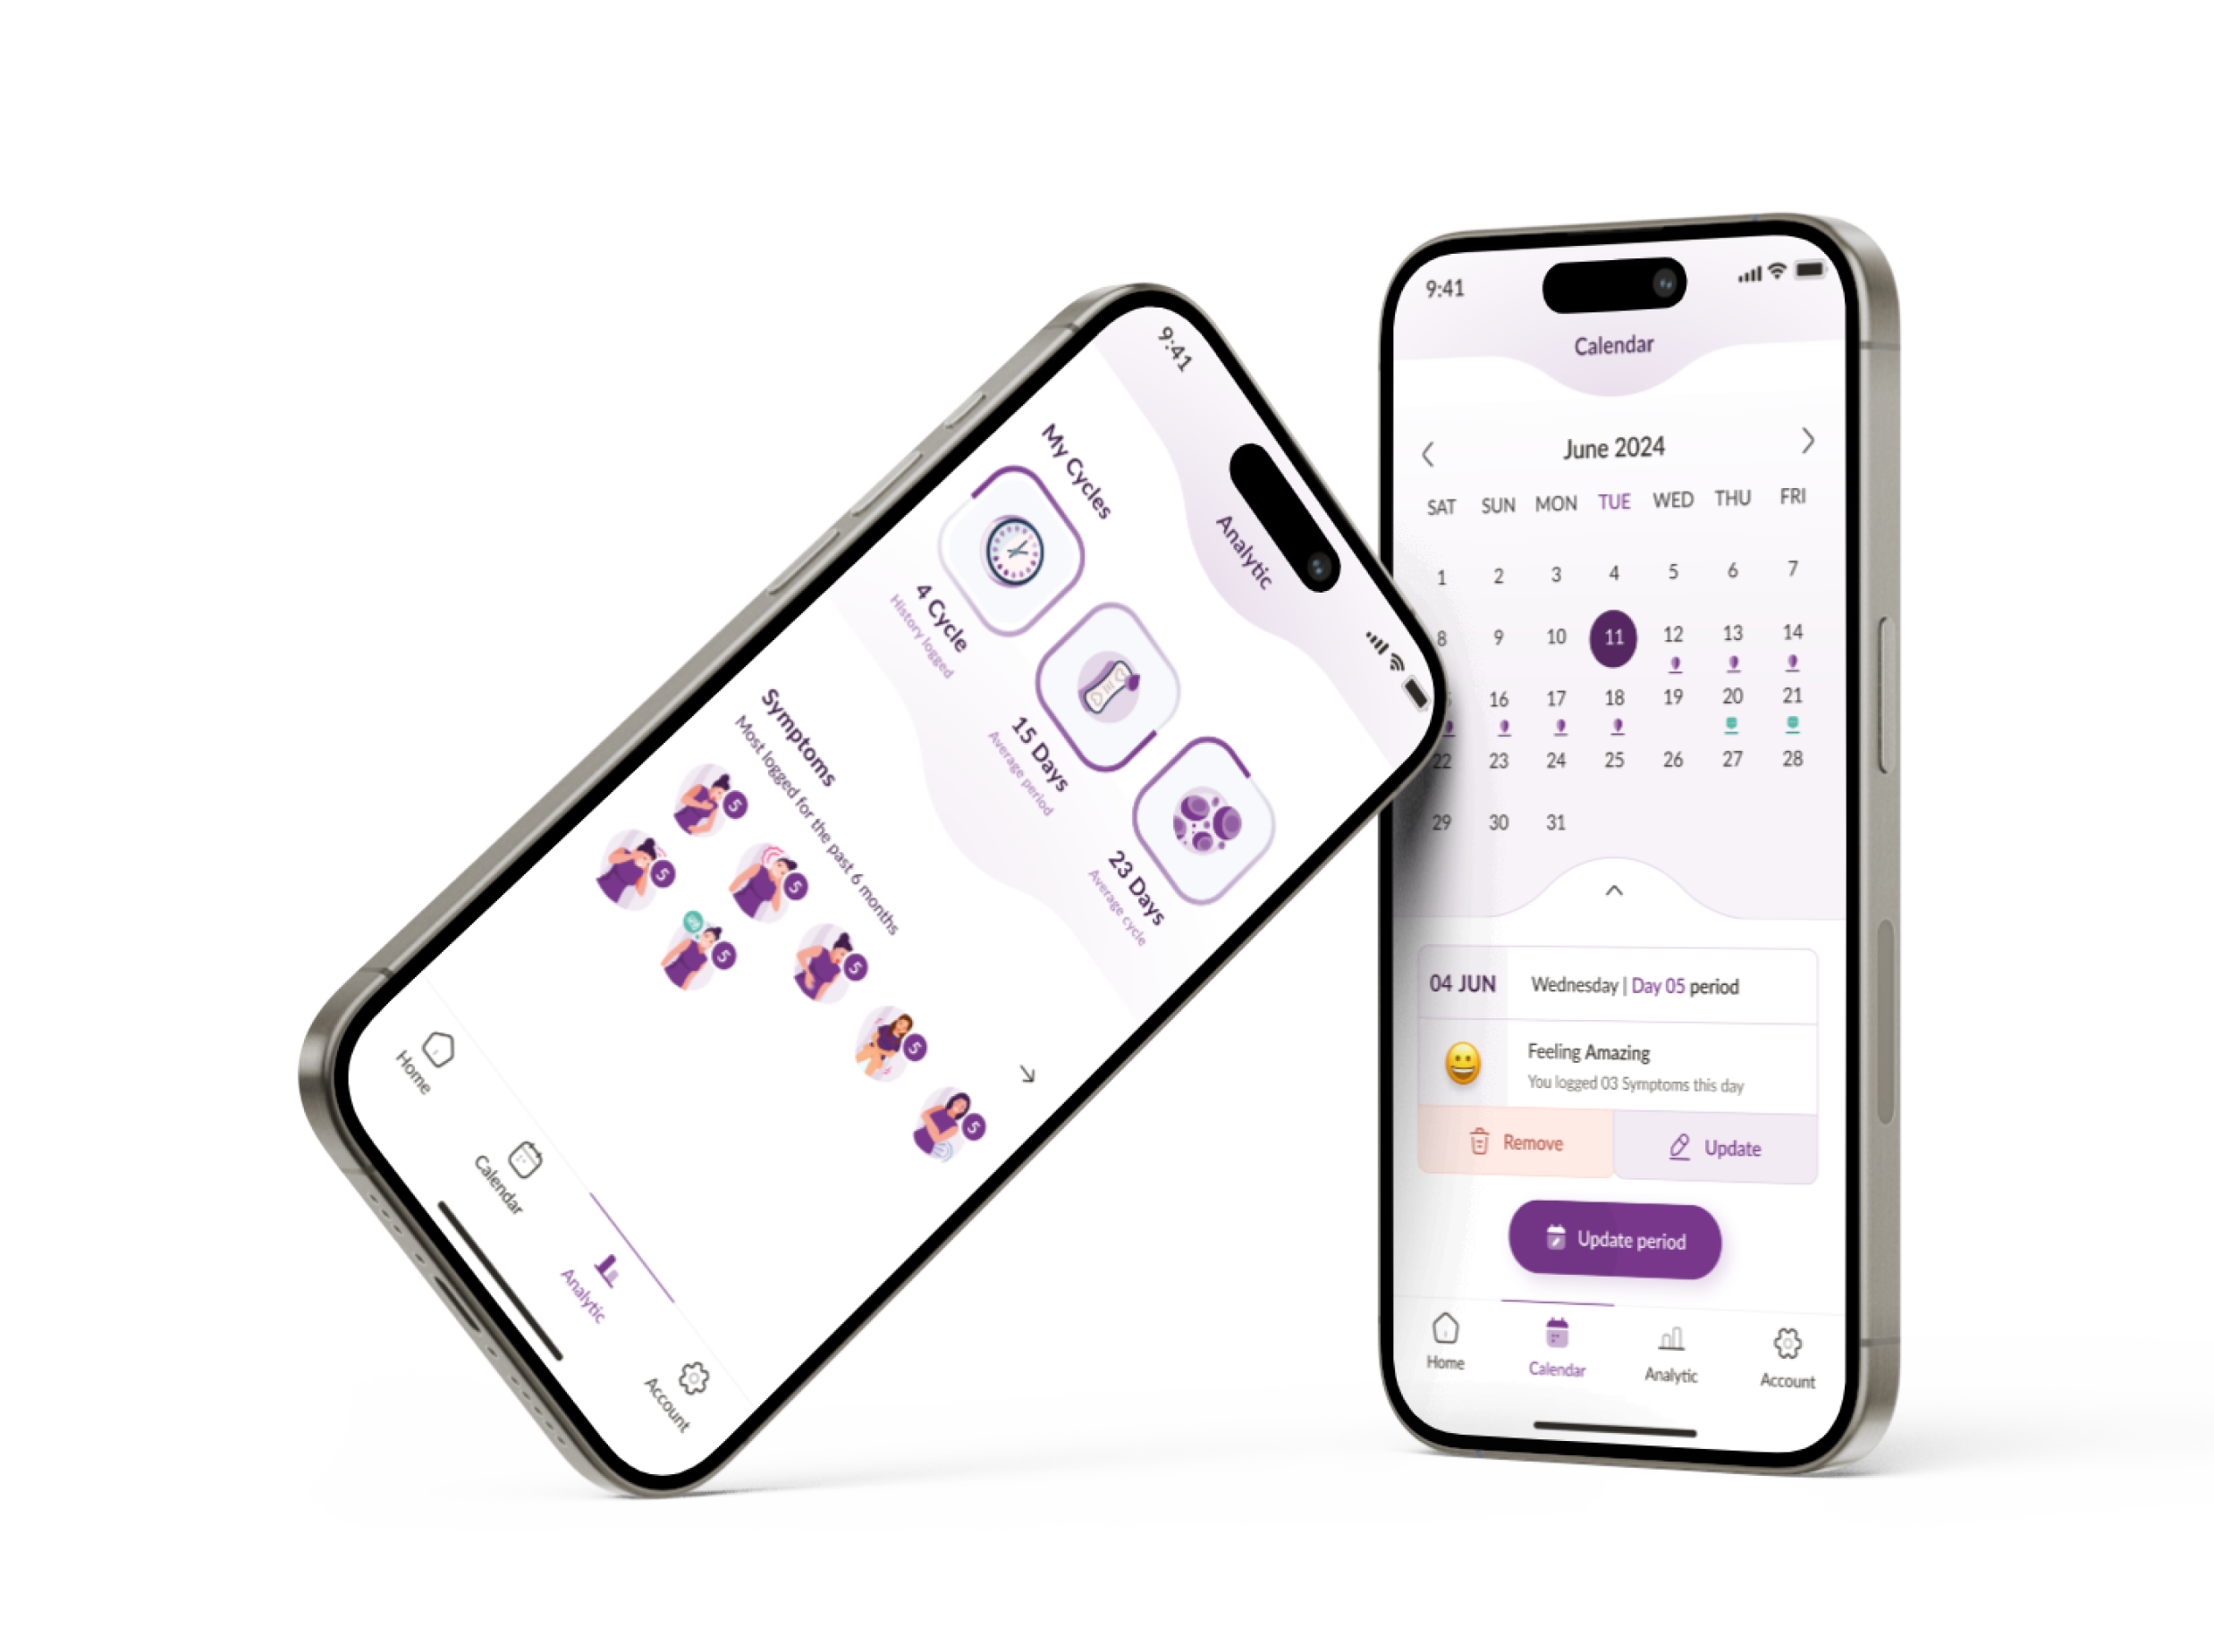 9:41
Analytic
My Cycles
4 Cycle
History logged
15 Days
Average period
23 Days
Average cycle
Symptoms
Most logged for the past 6 months
5
5
5
5
5
5
5
Home
Calendar
Analytic
Account
9:41
Calendar
June 2024
SAT SUN MON TUE WED THU FRI
1 2 3 4 5 6 7
8 9 10 11 12 13 14
16 17 18 19 20 21
22 23 24 25 26 27 28
29 30 31
04 JUN Wednesday | Day 05 period
Feeling Amazing
You logged 03 Symptoms this day
Remove Update
Update period
Home Calendar Analytic Account